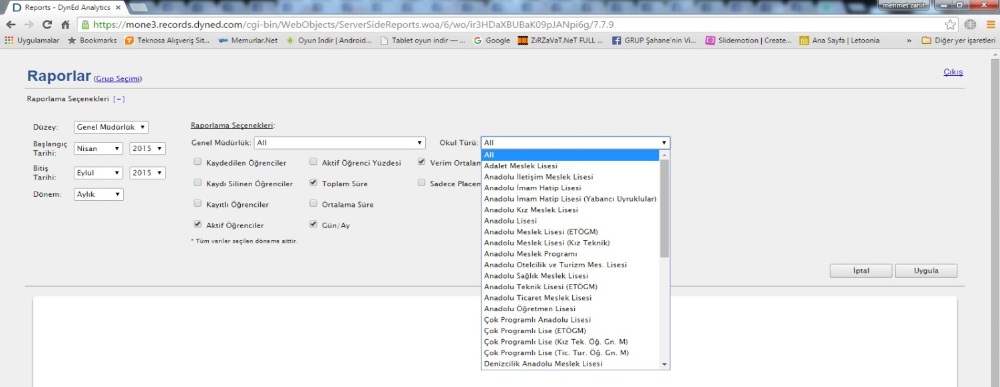 Reports - DynEd Analytics
mehmet zahit
https://mone3.records.dyned.com/cgi-bin/WebObjects/ServerSideReports.woa/6/wo/ir3HDaXBUBaK09pJANpi6g/7.7.9
Uygulamalar Bookmarks Teknosa Alışveriş Sit... Memurlar.Net Oyun Indir | Android... Tablet oyun indir — ... Google ZiRZaVaT.NeT FULL ... GRUP Şahane'nin Vi... Slidemotion | Create... Ana Sayfa | Letoonia » Diğer yer işaretleri
Raporlar (Grup Seçimi)
Çıkış
Raporlama Seçenekleri [-]
Düzey: Genel Müdürlük
Başlangıç Tarihi: Nisan 2015
Bitiş Tarihi: Eylül 2015
Dönem: Aylık
Raporlama Seçenekleri:
Genel Müdürlük: All
Okul Türü: All
Kaydedilen Öğrenciler
Aktif Öğrenci Yüzdesi
Verim Ortalam
Kaydı Silinen Öğrenciler
Toplam Süre
Sadece Placem
Kayıtlı Öğrenciler
Ortalama Süre
Aktif Öğrenciler
Gün/Ay
* Tüm veriler seçilen döneme aittir.
All
Adalet Meslek Lisesi
Anadolu İletişim Meslek Lisesi
Anadolu İmam Hatip Lisesi
Anadolu İmam Hatip Lisesi (Yabancı Uyruklular)
Anadolu Kız Meslek Lisesi
Anadolu Lisesi
Anadolu Meslek Lisesi (ETÖGM)
Anadolu Meslek Lisesi (Kız Teknik)
Anadolu Meslek Programı
Anadolu Otelcilik ve Turizm Mes. Lisesi
Anadolu Sağlık Meslek Lisesi
Anadolu Teknik Lisesi (ETÖGM)
Anadolu Ticaret Meslek Lisesi
Anadolu Öğretmen Lisesi
Çok Programlı Anadolu Lisesi
Çok Programlı Lise (ETÖGM)
Çok Programlı Lise (Kız Tek. Öğ. Gn. M)
Çok Programlı Lise (Tic. Tur. Öğ. Gn. M)
Denizcilik Anadolu Meslek Lisesi
İptal
Uygula